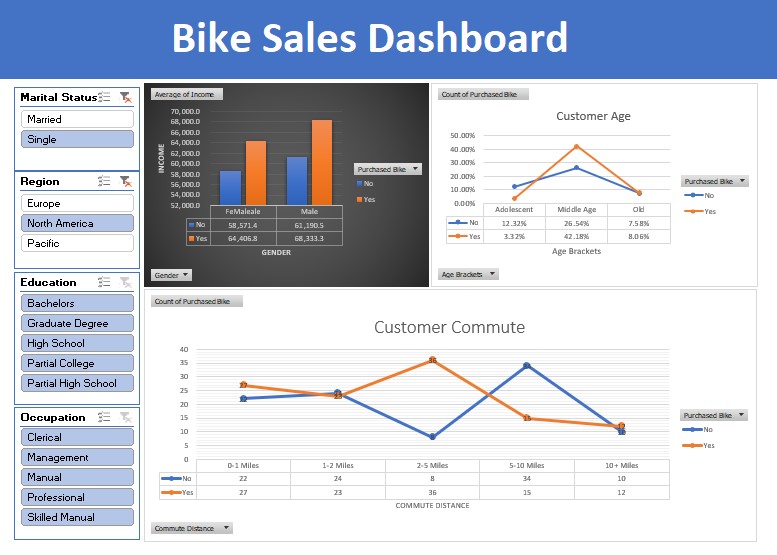 Bike Sales Dashboard
Marital Status
Married
Single
Region
Europe
North America
Pacific
Education
Bachelors
Graduate Degree
High School
Partial College
Partial High School
Occupation
Clerical
Management
Manual
Professional
Skilled Manual
Average of Income
70,000.0
68,000.0
66,000.0
64,000.0
62,000.0
60,000.0
58,000.0
56,000.0
54,000.0
52,000.0
INCOME
FeMaleale Male
No 58,571.4 61,190.5
Yes 64,406.8 68,333.3
GENDER
Purchased Bike
No
Yes
Gender
Count of Purchased Bike
Customer Age
50.00%
40.00%
30.00%
20.00%
10.00%
0.00%
Adolescent Middle Age Old
No 12.32% 26.54% 7.58%
Yes 3.32% 42.18% 8.06%
Age Brackets
Purchased Bike
No
Yes
Age Brackets
Count of Purchased Bike
Customer Commute
40
35
30
25
20
15
10
5
0
0-1 Miles 1-2 Miles 2-5 Miles 5-10 Miles 10+ Miles
No 22 24 8 34 10
Yes 27 23 36 15 12
COMMUTE DISTANCE
Purchased Bike
No
Yes
Commute Distance